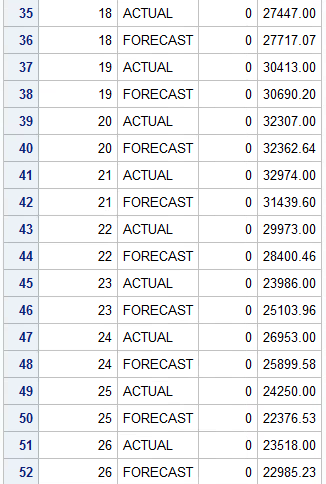 35 18 ACTUAL 0 27447.00
36 18 FORECAST 0 27717.07
37 19 ACTUAL 0 30413.00
38 19 FORECAST 0 30690.20
39 20 ACTUAL 0 32307.00
40 20 FORECAST 0 32362.64
41 21 ACTUAL 0 32974.00
42 21 FORECAST 0 31439.60
43 22 ACTUAL 0 29973.00
44 22 FORECAST 0 28400.46
45 23 ACTUAL 0 23986.00
46 23 FORECAST 0 25103.96
47 24 ACTUAL 0 26953.00
48 24 FORECAST 0 25899.58
49 25 ACTUAL 0 24250.00
50 25 FORECAST 0 22376.53
51 26 ACTUAL 0 23518.00
52 26 FORECAST 0 22985.23